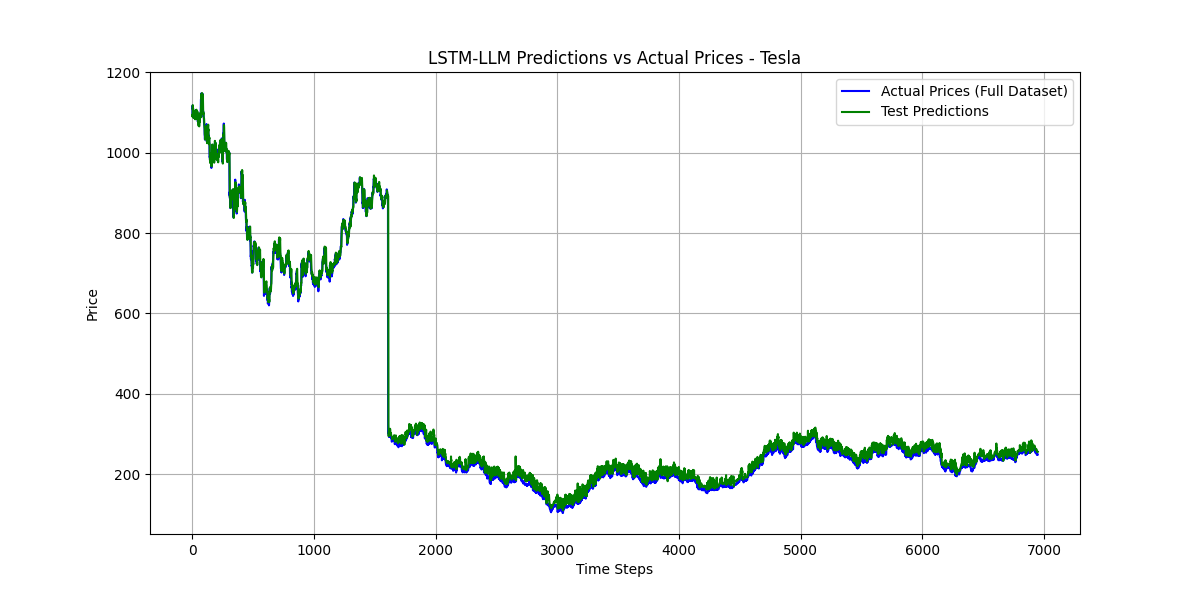 LSTM-LLM Predictions vs Actual Prices - Tesla
Actual Prices (Full Dataset)
Test Predictions
Price
1200
1000
800
600
400
200
0 1000 2000 3000 4000 5000 6000 7000
Time Steps